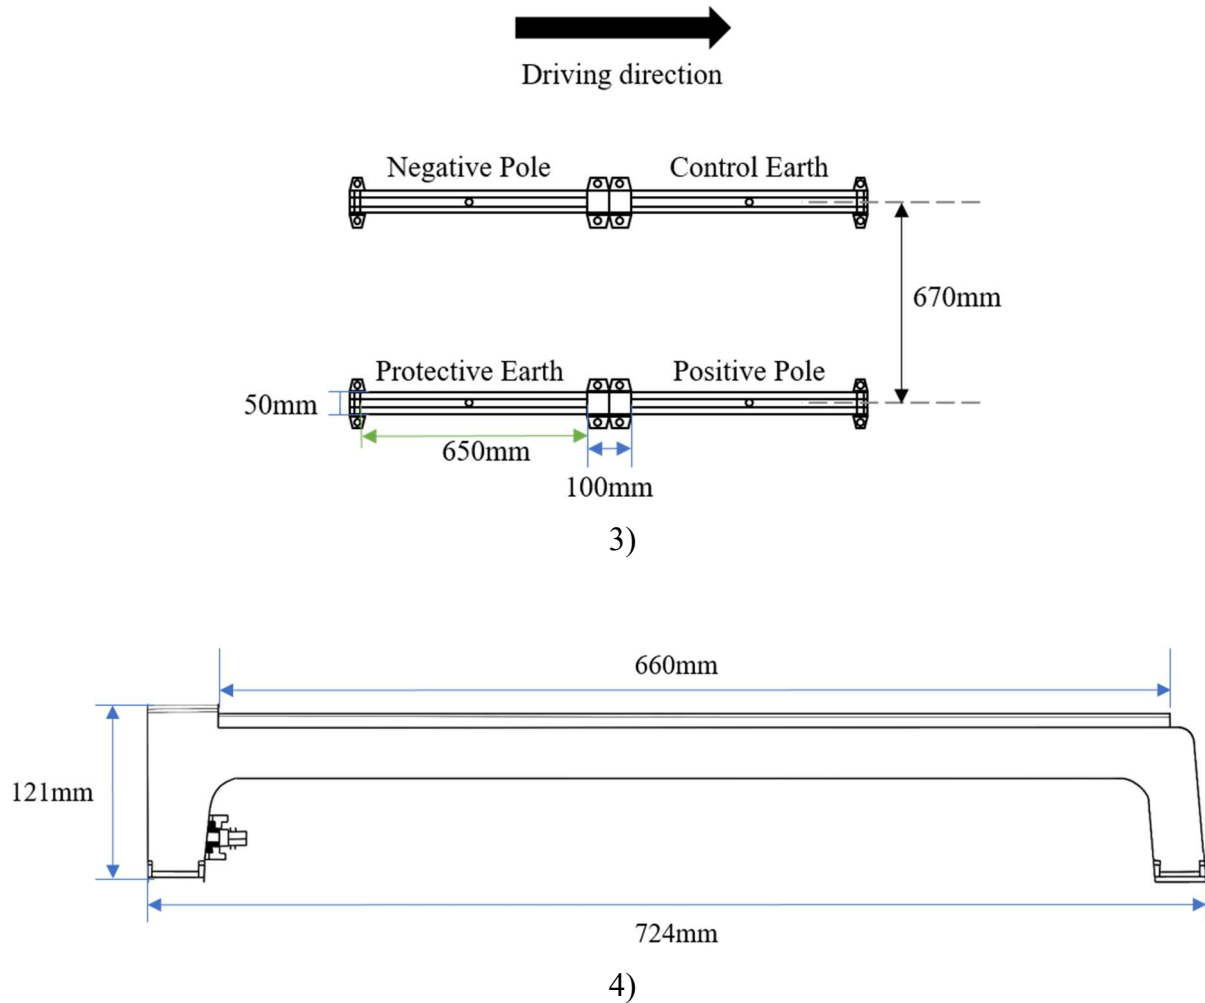 Driving direction
Negative Pole
Control Earth
670mm
Protective Earth
Positive Pole
50mm
650mm
100mm
3)
660mm
121mm
724mm
4)